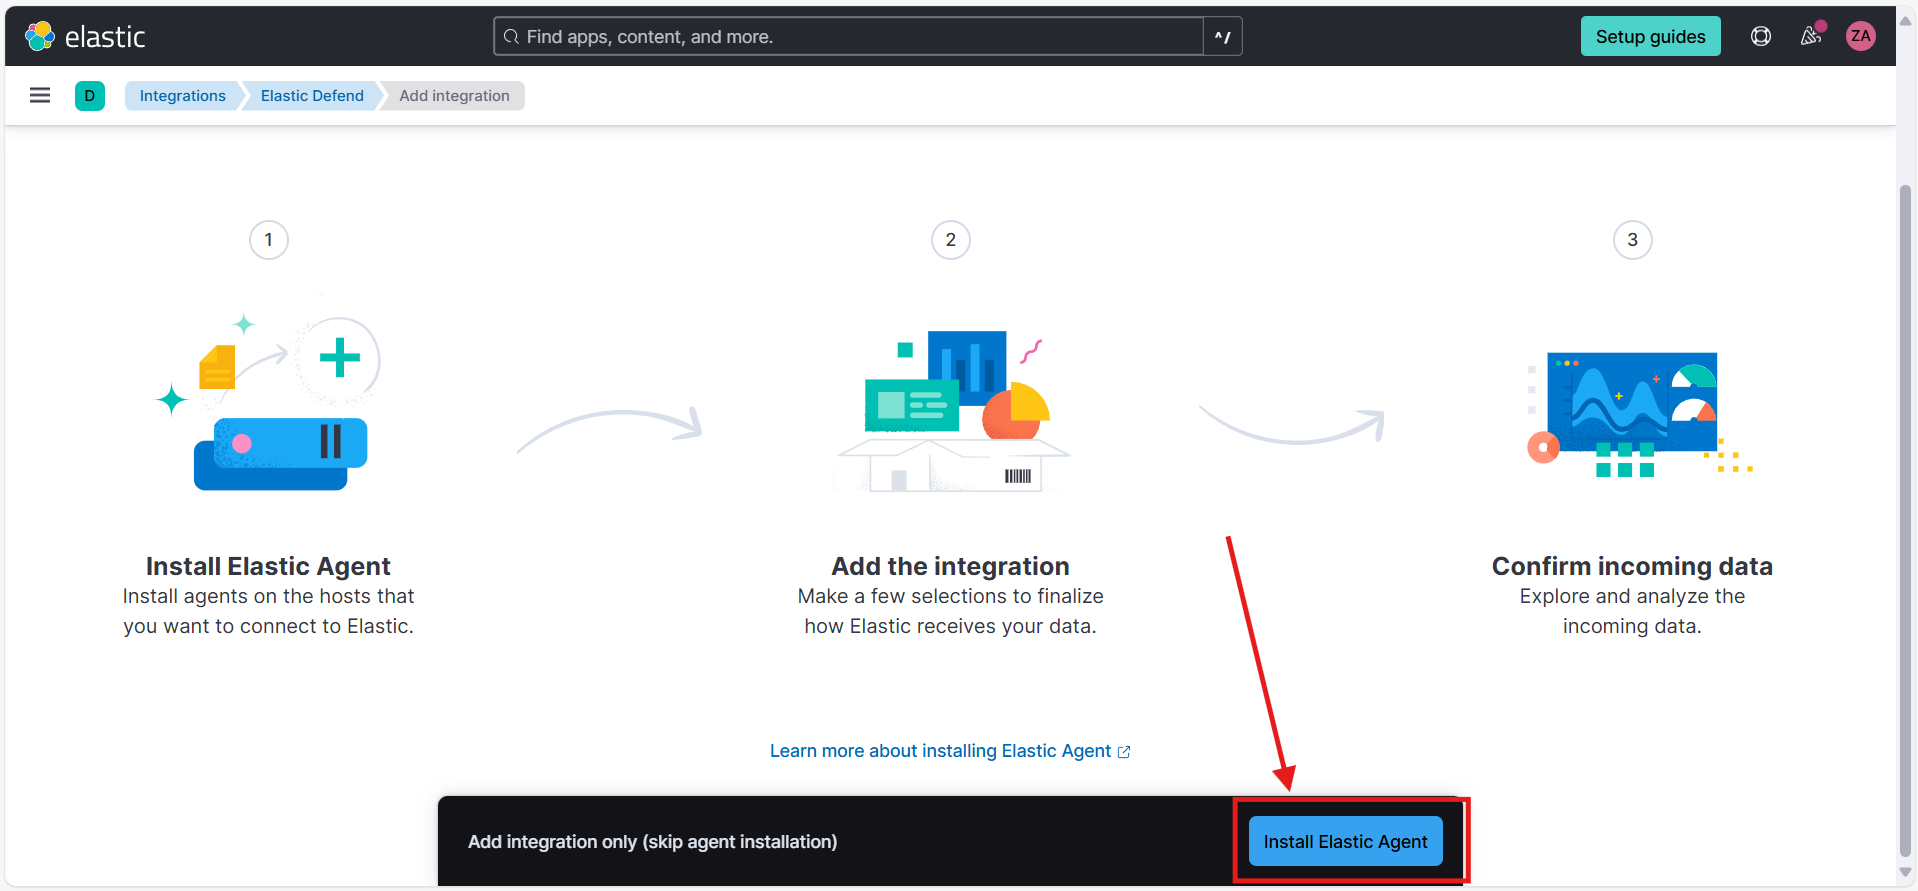 elastic
Find apps, content, and more.
^/
Setup guides
ZA
D
Integrations
Elastic Defend
Add integration
1
2
3
Install Elastic Agent
Install agents on the hosts that
you want to connect to Elastic.
Add the integration
Make a few selections to finalize
how Elastic receives your data.
Confirm incoming data
Explore and analyze the
incoming data.
Learn more about installing Elastic Agent
Add integration only (skip agent installation)
Install Elastic Agent